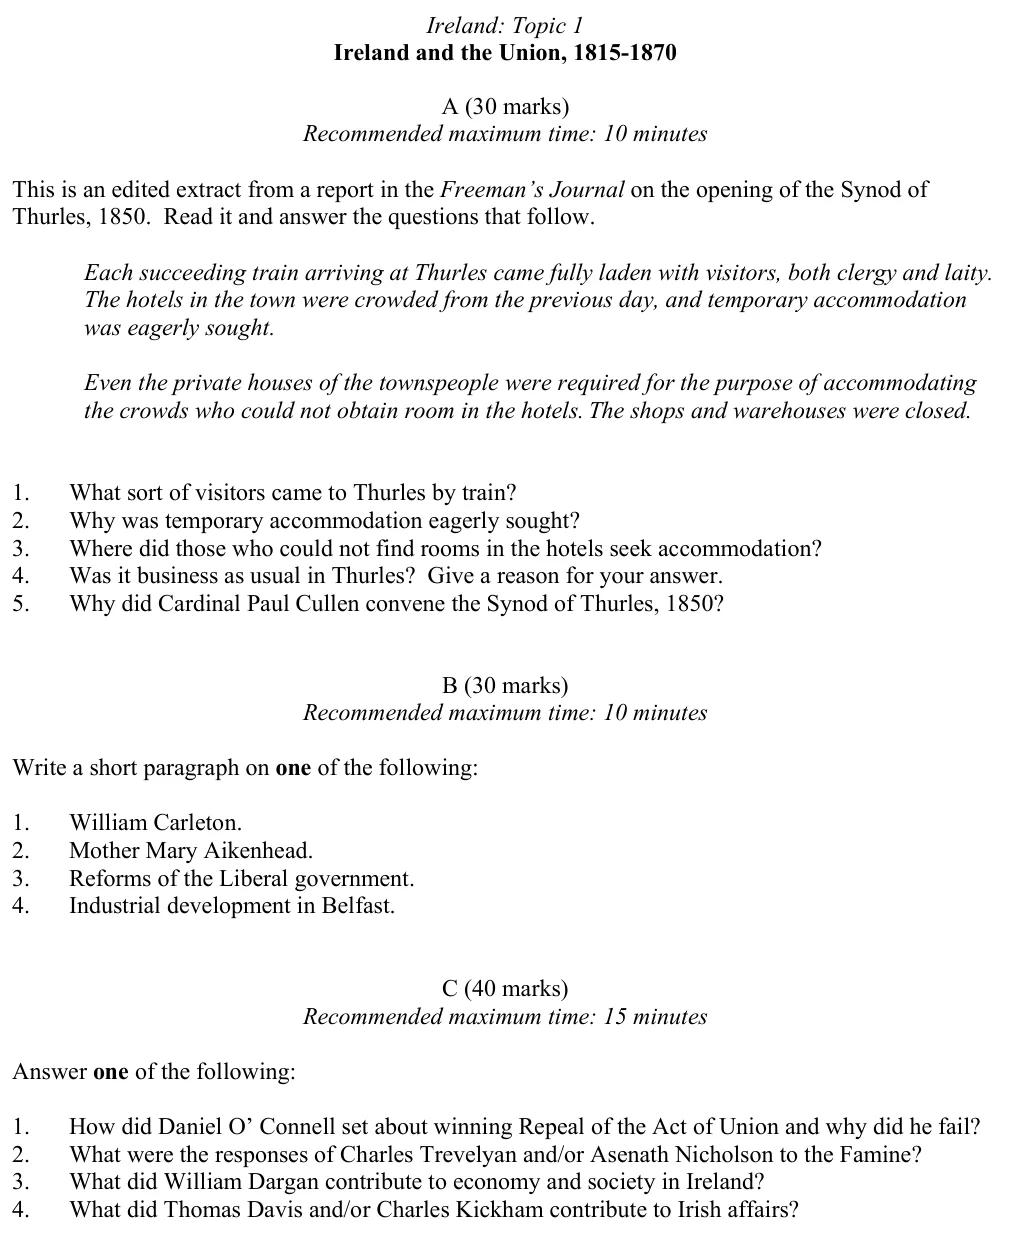 Ireland: Topic 1
Ireland and the Union, 1815-1870
A (30 marks)
Recommended maximum time: 10 minutes
This is an edited extract from a report in the Freeman’s Journal on the opening of the Synod of
Thurles, 1850.  Read it and answer the questions that follow.
Each succeeding train arriving at Thurles came fully laden with visitors, both clergy and laity.
The hotels in the town were crowded from the previous day, and temporary accommodation
was eagerly sought.
Even the private houses of the townspeople were required for the purpose of accommodating
the crowds who could not obtain room in the hotels. The shops and warehouses were closed.
1. What sort of visitors came to Thurles by train?
2. Why was temporary accommodation eagerly sought?
3. Where did those who could not find rooms in the hotels seek accommodation?
4. Was it business as usual in Thurles?  Give a reason for your answer.
5. Why did Cardinal Paul Cullen convene the Synod of Thurles, 1850?
B (30 marks)
Recommended maximum time: 10 minutes
Write a short paragraph on one of the following:
1. William Carleton.
2. Mother Mary Aikenhead.
3. Reforms of the Liberal government.
4. Industrial development in Belfast.
C (40 marks)
Recommended maximum time: 15 minutes
Answer one of the following:
1. How did Daniel O’ Connell set about winning Repeal of the Act of Union and why did he fail?
2. What were the responses of Charles Trevelyan and/or Asenath Nicholson to the Famine?
3. What did William Dargan contribute to economy and society in Ireland?
4. What did Thomas Davis and/or Charles Kickham contribute to Irish affairs?